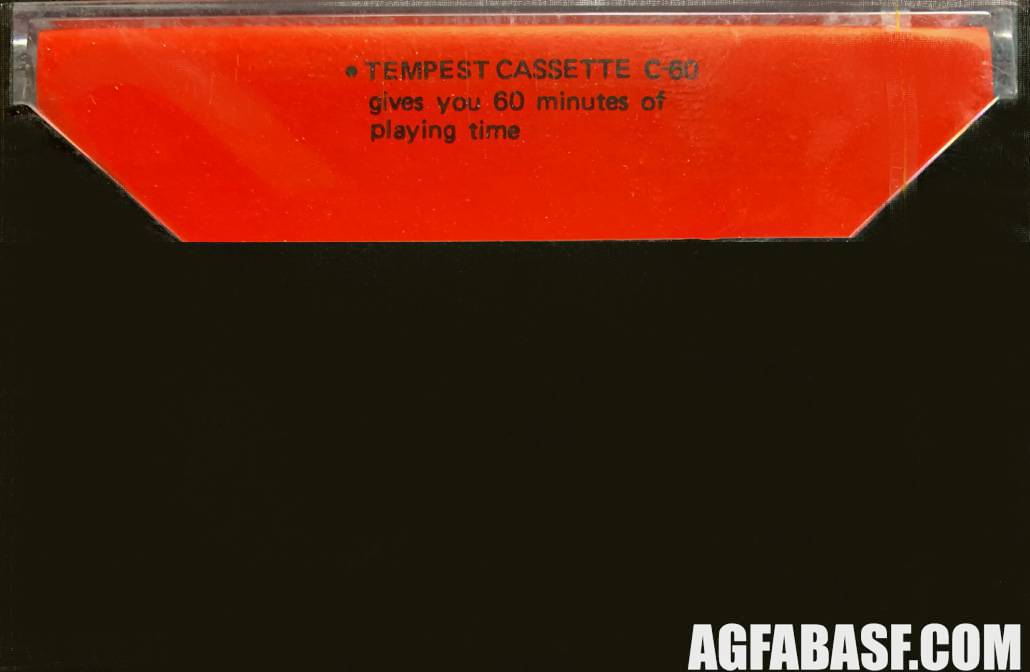 • TEMPEST CASSETTE C-60
gives you 60 minutes of
playing time
AGFABASF.COM